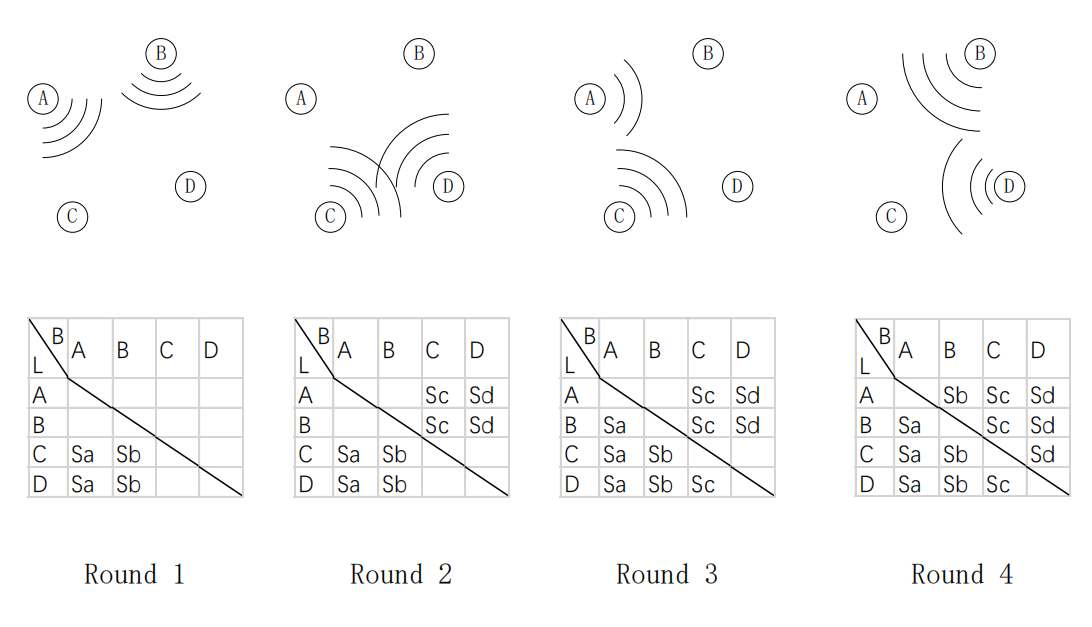 B
A
D
C
B
A
D
C
B
A
D
C
B
A
D
C
B
L
A B C D
A
B
C Sa Sb
D Sa Sb
B
L
A B C D
A Sc Sd
B Sc Sd
C Sa Sb
D Sa Sb
B
L
A B C D
A Sc Sd
B Sa Sc Sd
C Sa Sb
D Sa Sb Sc
B
L
A B C D
A Sb Sc Sd
B Sa Sc Sd
C Sa Sb Sd
D Sa Sb Sc
Round 1
Round 2
Round 3
Round 4